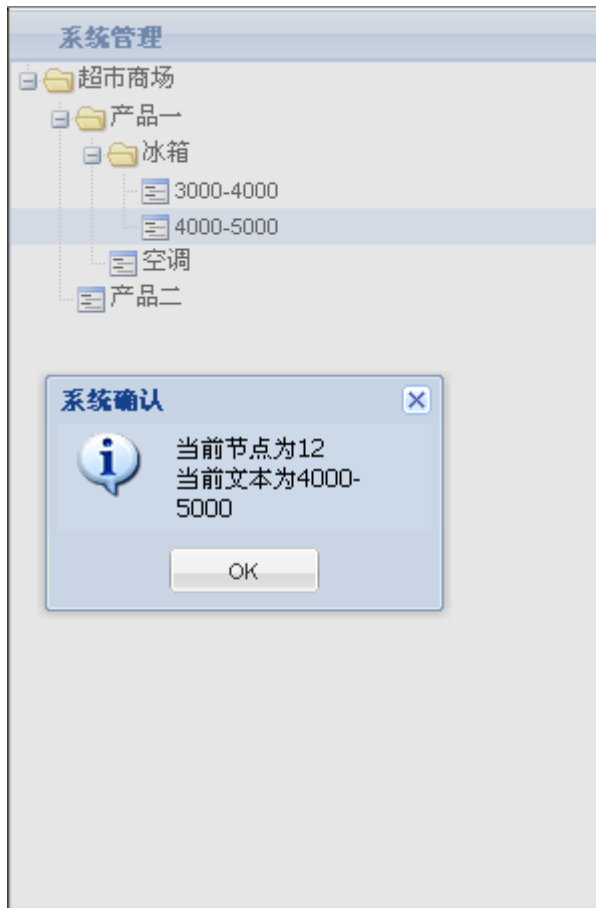 系统管理
超市商场
产品一
冰箱
3000-4000
4000-5000
空调
产品二
系统确认
当前节点为12
当前文本为4000-
5000
OK